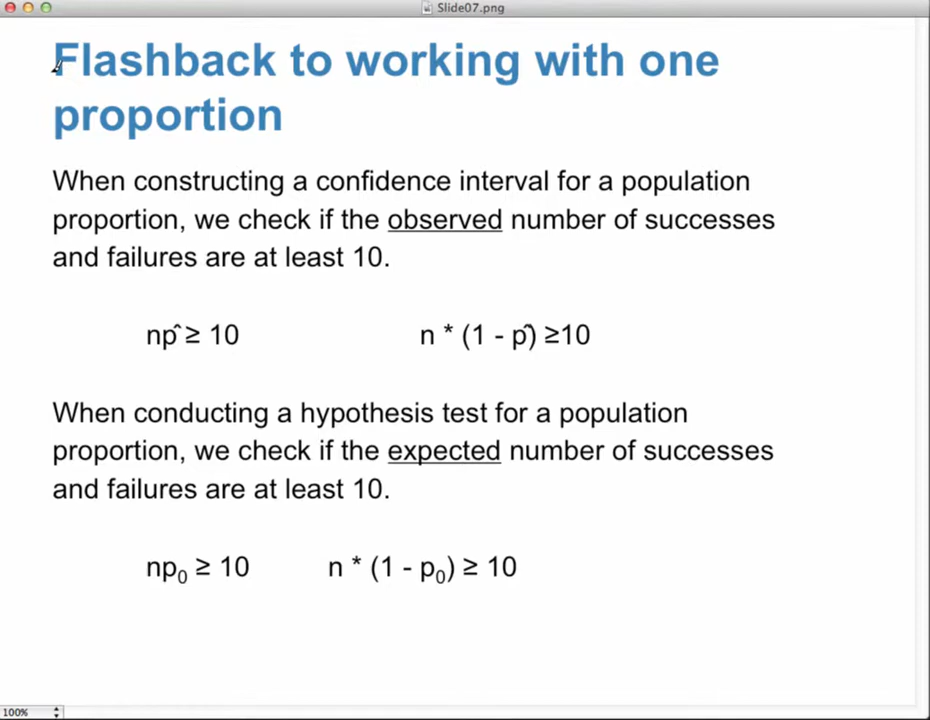 Slide07.png
Flashback to working with one
proportion
When constructing a confidence interval for a population
proportion, we check if the observed number of successes
and failures are at least 10.
np̂ ≥ 10 n * (1 - p̂) ≥10
When conducting a hypothesis test for a population
proportion, we check if the expected number of successes
and failures are at least 10.
np₀ ≥ 10 n * (1 - p₀) ≥ 10
100%